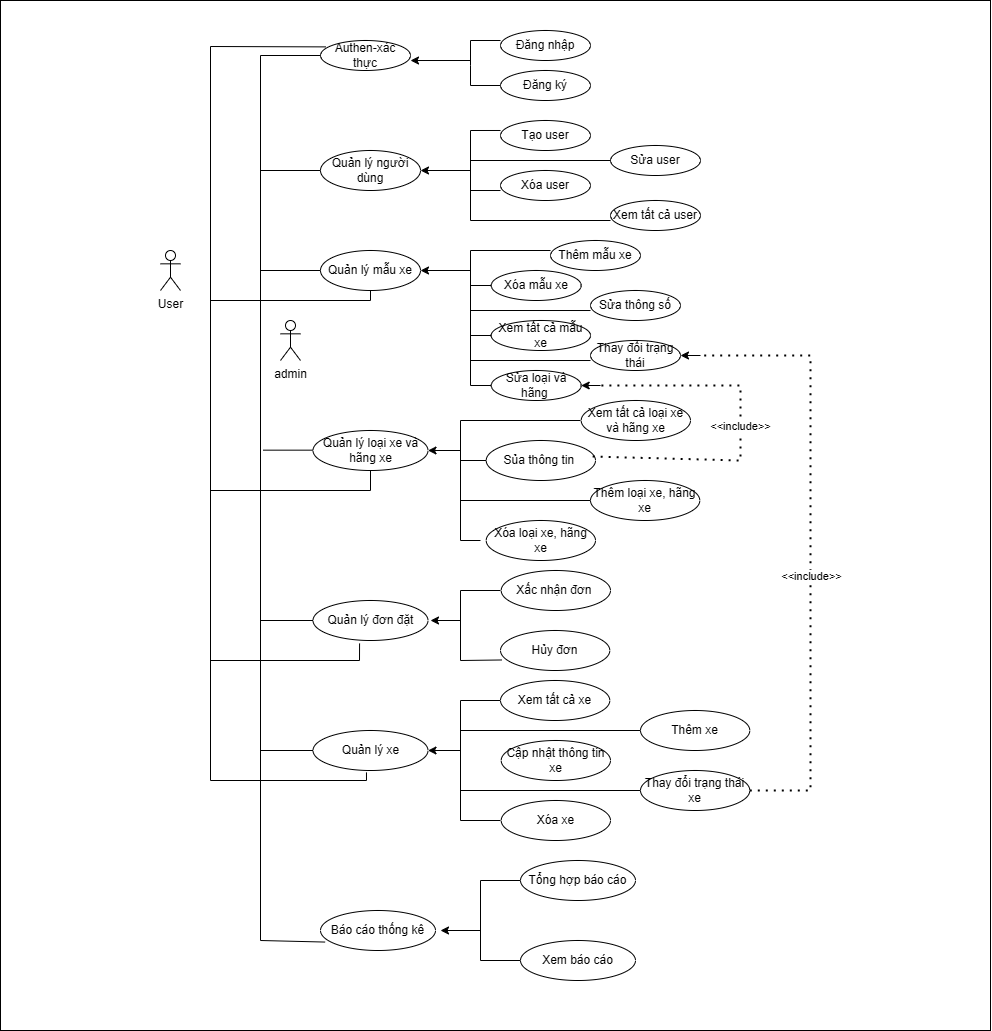 Authen-xác
thực
Đăng nhập
Đăng ký
Quản lý người
dùng
Tạo user
Sửa user
Xóa user
Xem tất cả user
User
admin
Quản lý mẫu xe
Thêm mẫu xe
Xóa mẫu xe
Sửa thông số
Xem tất cả mẫu
xe
Thay đổi trạng
thái
Sửa loại và
hãng
<<include>>
Quản lý loại xe và
hãng xe
Xem tất cả loại xe
và hãng xe
Sủa thông tin
Thêm loại xe, hãng
xe
Xóa loại xe, hãng
xe
<<include>>
Quản lý đơn đặt
Xấc nhận đơn
Hủy đơn
Quản lý xe
Xem tất cả xe
Thêm xe
Cập nhật thông tin
xe
Thay đổi trạng thái
xe
Xóa xe
Báo cáo thống kê
Tổng hợp báo cáo
Xem báo cáo